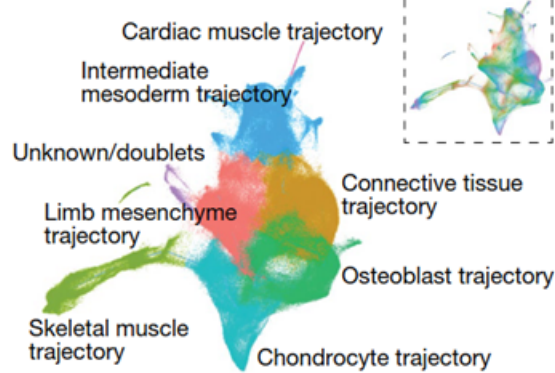 Cardiac muscle trajectory
Intermediate
mesoderm trajectory
Unknown/doublets
Connective tissue
trajectory
Limb mesenchyme
trajectory
Osteoblast trajectory
Skeletal muscle
trajectory
Chondrocyte trajectory